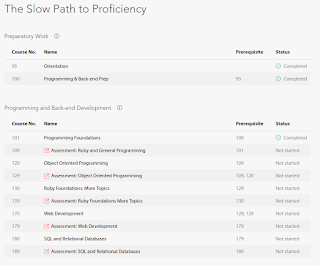 The Slow Path to Proficiency
Preparatory Work
Course No. Name Prerequisite Status
95 Orientation Completed
100 Programming & Back-end Prep 95 Completed
Programming and Back-end Development
Course No. Name Prerequisite Status
101 Programming Foundations 100 Completed
109 Assessment: Ruby and General Programming 101 Not started
120 Object Oriented Programming 109 Not started
129 Assessment: Object Oriented Programming 109, 120 Not started
130 Ruby Foundations: More Topics 129 Not started
139 Assessment: Ruby Foundations More Topics 130 Not started
170 Web Development 129, 139 Not started
179 Assessment: Web Development 170 Not started
180 SQL and Relational Databases 179 Not started
189 Assessment: SQL and Relational Databases 180 Not started